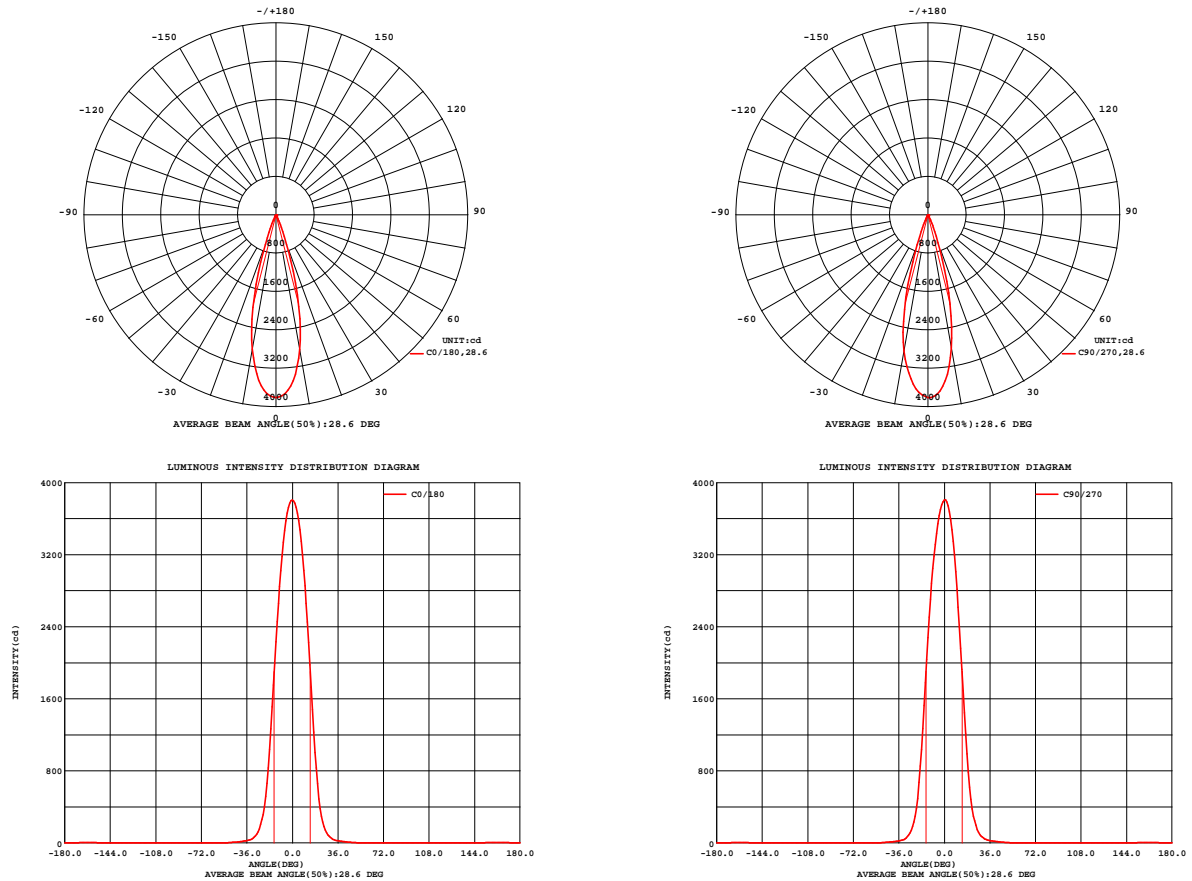 -/+180
-150 150
-120 120
-90 90
-60 60
-30 30
0
800
1600
2400
3200
4000
0
UNIT:cd
C0/180,28.6
AVERAGE BEAM ANGLE(50%):28.6 DEG
-/+180
-150 150
-120 120
-90 90
-60 60
-30 30
0
800
1600
2400
3200
4000
0
UNIT:cd
C90/270,28.6
AVERAGE BEAM ANGLE(50%):28.6 DEG
LUMINOUS INTENSITY DISTRIBUTION DIAGRAM
C0/180
INTENSITY(cd)
4000
3200
2400
1600
800
0
-180.0 -144.0 -108.0 -72.0 -36.0 0.0 36.0 72.0 108.0 144.0 180.0
ANGLE(DEG)
AVERAGE BEAM ANGLE(50%):28.6 DEG
LUMINOUS INTENSITY DISTRIBUTION DIAGRAM
C90/270
INTENSITY(cd)
4000
3200
2400
1600
800
0
-180.0 -144.0 -108.0 -72.0 -36.0 0.0 36.0 72.0 108.0 144.0 180.0
ANGLE(DEG)
AVERAGE BEAM ANGLE(50%):28.6 DEG